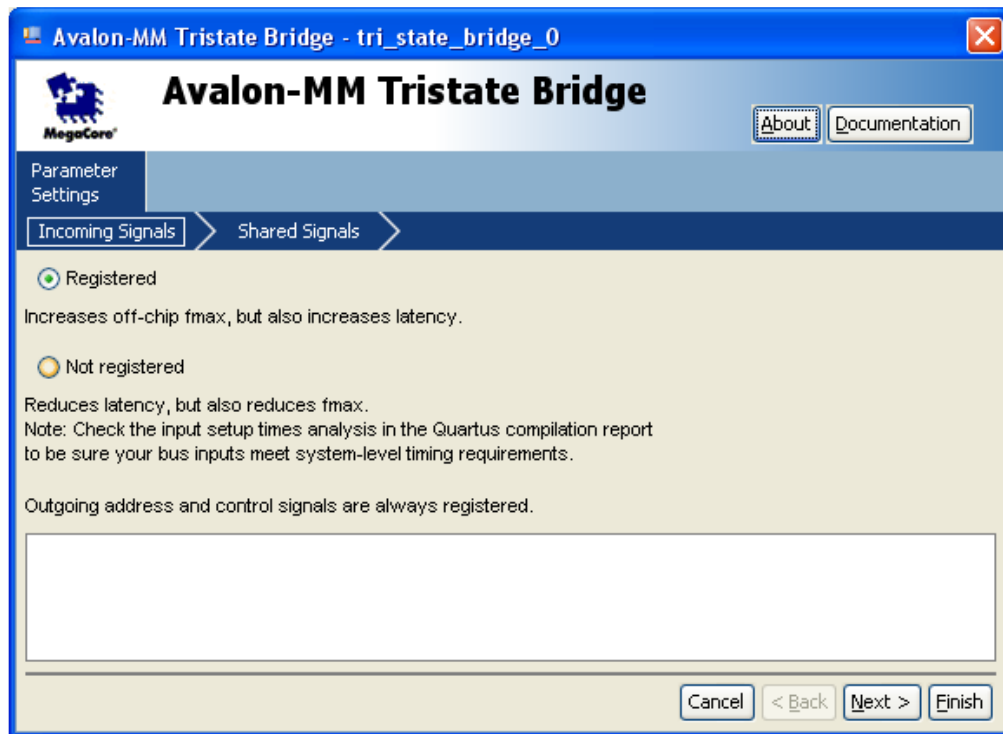 Avalon-MM Tristate Bridge - tri_state_bridge_0
MegaCore®
Avalon-MM Tristate Bridge
About
Documentation
Parameter
Settings
Incoming Signals
Shared Signals
Registered
Increases off-chip fmax, but also increases latency.
Not registered
Reduces latency, but also reduces fmax.
Note: Check the input setup times analysis in the Quartus compilation report
to be sure your bus inputs meet system-level timing requirements.
Outgoing address and control signals are always registered.
Cancel
< Back
Next >
Finish